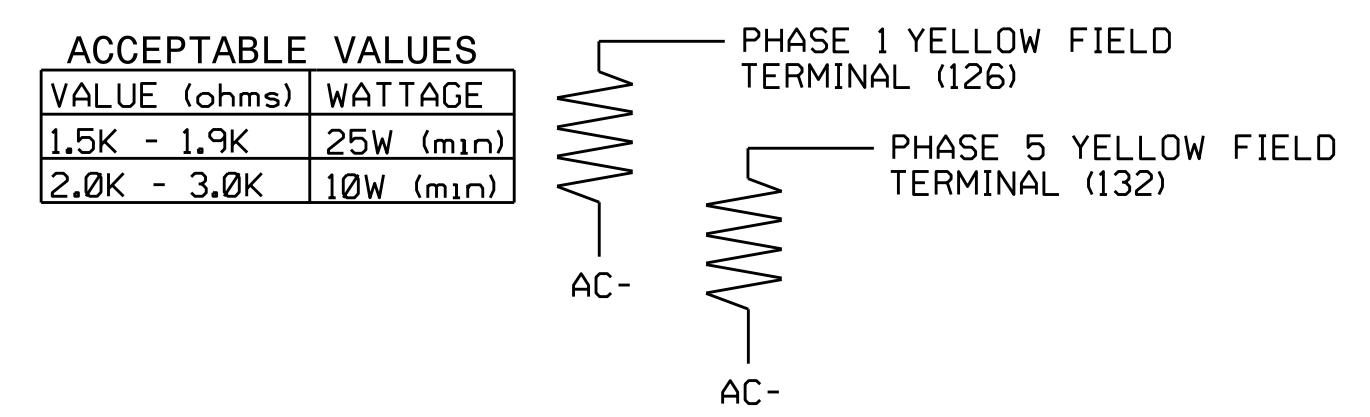 ACCEPTABLE VALUES
VALUE (ohms) WATTAGE
1.5K - 1.9K 25W (min)
2.0K - 3.0K 10W (min)
PHASE 1 YELLOW FIELD
TERMINAL (126)
AC-
PHASE 5 YELLOW FIELD
TERMINAL (132)
AC-